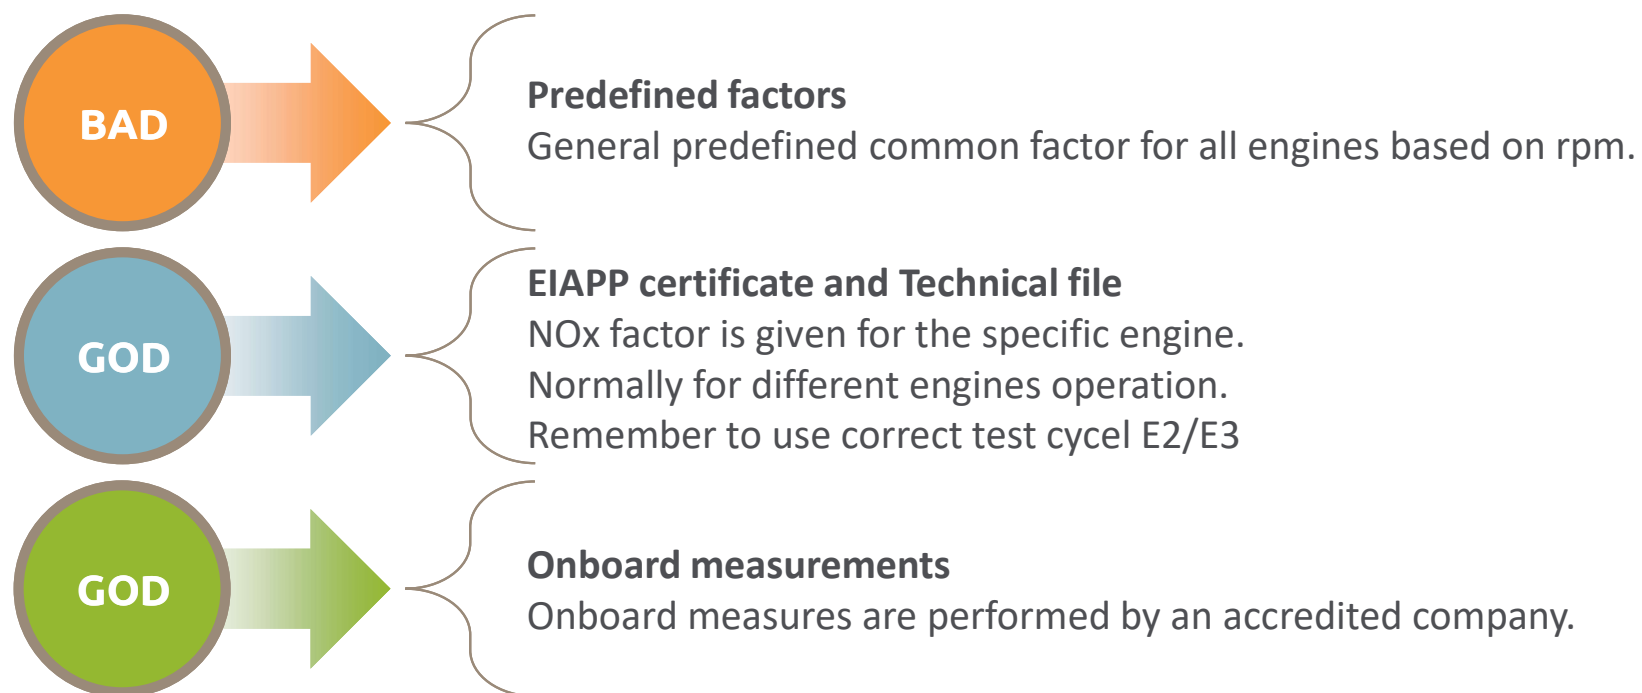 BAD
Predefined factors
General predefined common factor for all engines based on rpm.
GOD
EIAPP certificate and Technical file
NOx factor is given for the specific engine.
Normally for different engines operation.
Remember to use correct test cycel E2/E3
GOD
Onboard measurements
Onboard measures are performed by an accredited company.